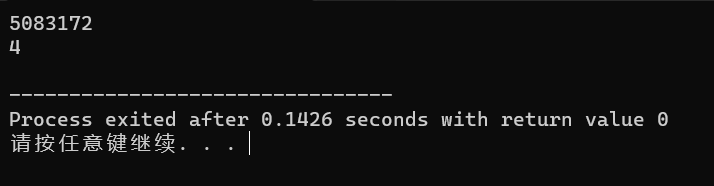 5083172
4
--------------------------------
Process exited after 0.1426 seconds with return value 0
请按任意键继续. . .